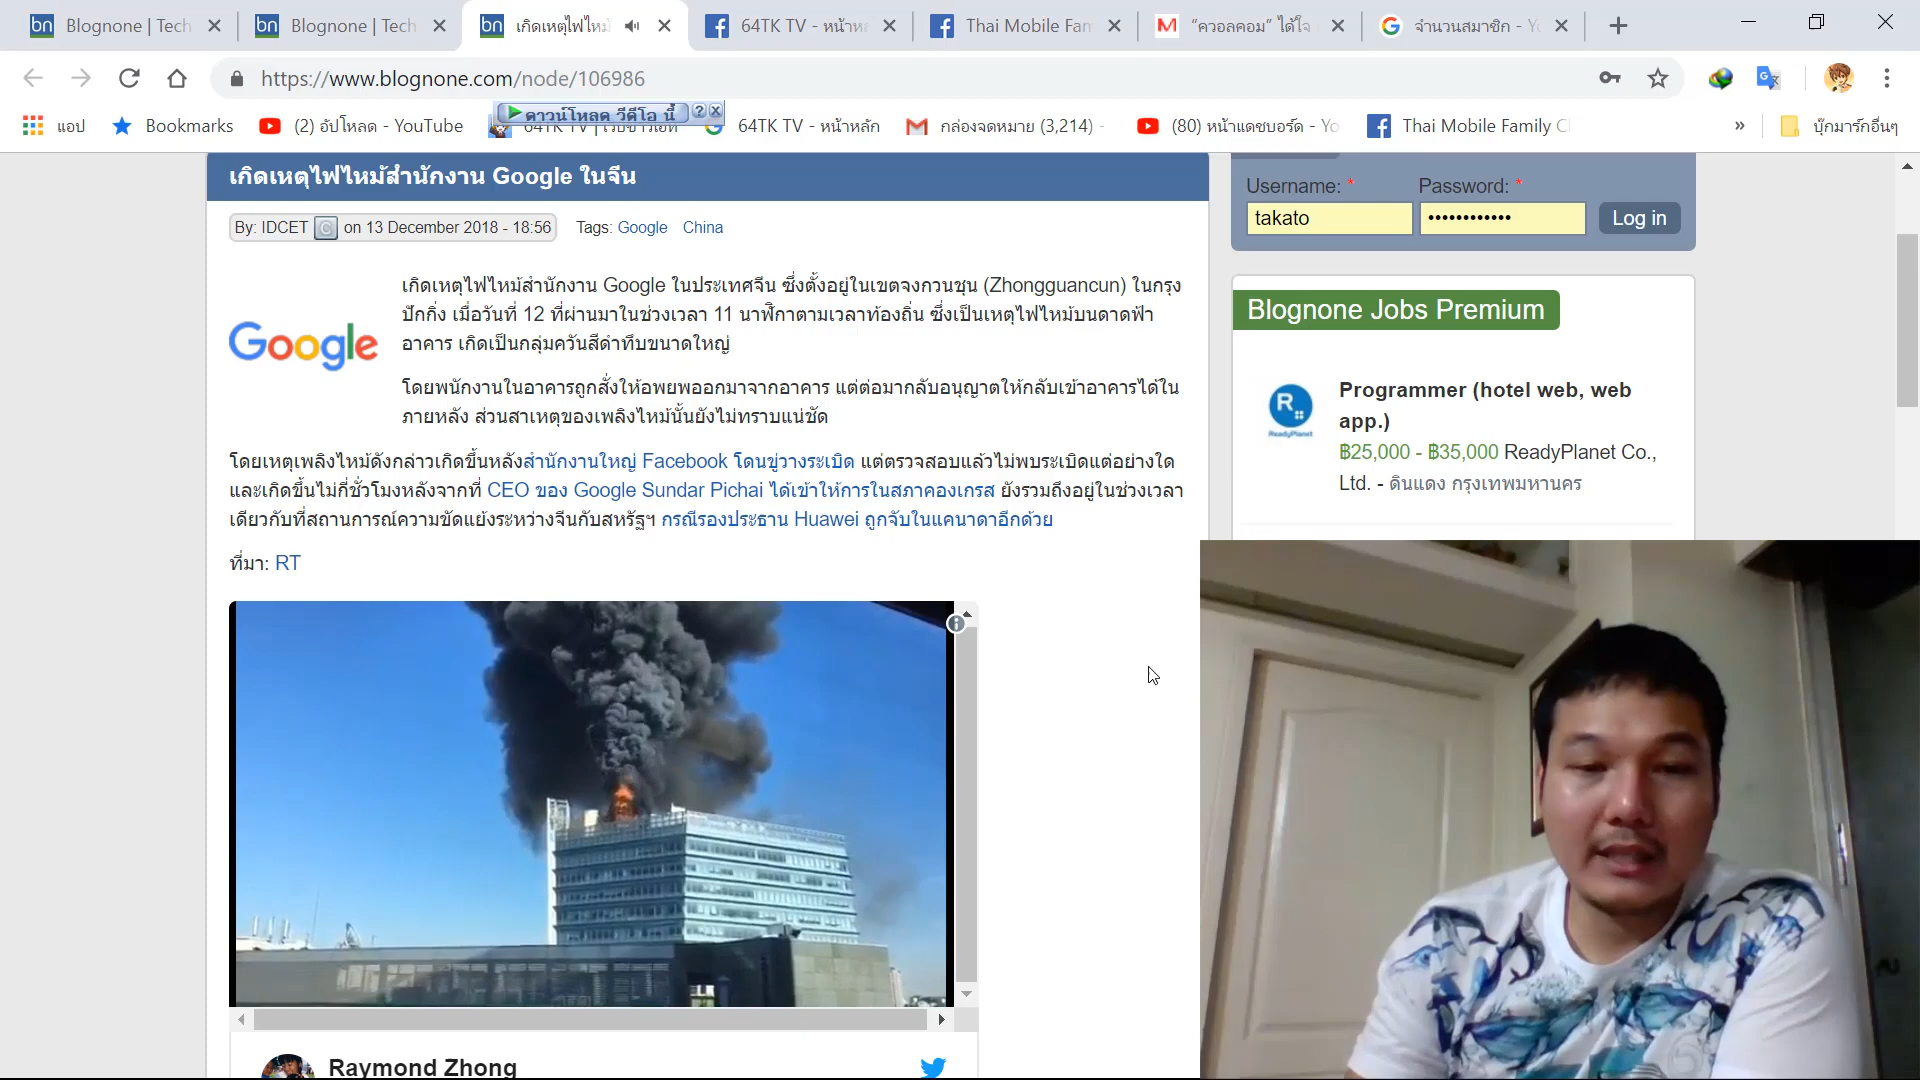 Blognone | Tech
Blognone | Tech
เกิดเหตุไฟไหม้
64TK TV - หน้าห
Thai Mobile Fam
“ควอลคอม” ได้ใจ
จำนวนสมาชิก - Yo
https://www.blognone.com/node/106986
ดาวน์โหลด วีดีโอ นี้
แอป
Bookmarks
(2) อัปโหลด - YouTube
64TK TV - หน้าหลัก
กล่องจดหมาย (3,214) -
(80) หน้าแดชบอร์ด - Yo
Thai Mobile Family Cl
»
บุ๊กมาร์กอื่นๆ
เกิดเหตุไฟไหม้สำนักงาน Google ในจีน
By: IDCET on 13 December 2018 - 18:56 Tags: Google China
Google
เกิดเหตุไฟไหม้สำนักงาน Google ในประเทศจีน ซึ่งตั้งอยู่ในเขตจงกวนชุน (Zhongguancun) ในกรุง
ปักกิ่ง เมื่อวันที่ 12 ที่ผ่านมาในช่วงเวลา 11 นาฬิกาตามเวลาท้องถิ่น ซึ่งเป็นเหตุไฟไหม้บนดาดฟ้า
อาคาร เกิดเป็นกลุ่มควันสีดำทึบขนาดใหญ่
โดยพนักงานในอาคารถูกสั่งให้อพยพออกมาจากอาคาร แต่ต่อมากลับอนุญาตให้กลับเข้าอาคารได้ใน
ภายหลัง ส่วนสาเหตุของเพลิงไหม้นั้นยังไม่ทราบแน่ชัด
โดยเหตุเพลิงไหม้ดังกล่าวเกิดขึ้นหลังสำนักงานใหญ่ Facebook โดนขู่วางระเบิด แต่ตรวจสอบแล้วไม่พบระเบิดแต่อย่างใด
และเกิดขึ้นไม่กี่ชั่วโมงหลังจากที่ CEO ของ Google Sundar Pichai ได้เข้าให้การในสภาคองเกรส ยังรวมถึงอยู่ในช่วงเวลา
เดียวกับที่สถานการณ์ความขัดแย้งระหว่างจีนกับสหรัฐฯ กรณีรองประธาน Huawei ถูกจับในแคนาดาอีกด้วย
ที่มา: RT
Raymond Zhong
Username: *
Password: *
takato
••••••••••••
Log in
Blognone Jobs Premium
ReadyPlanet
Programmer (hotel web, web
app.)
฿25,000 - ฿35,000 ReadyPlanet Co.,
Ltd. - ดินแดง กรุงเทพมหานคร